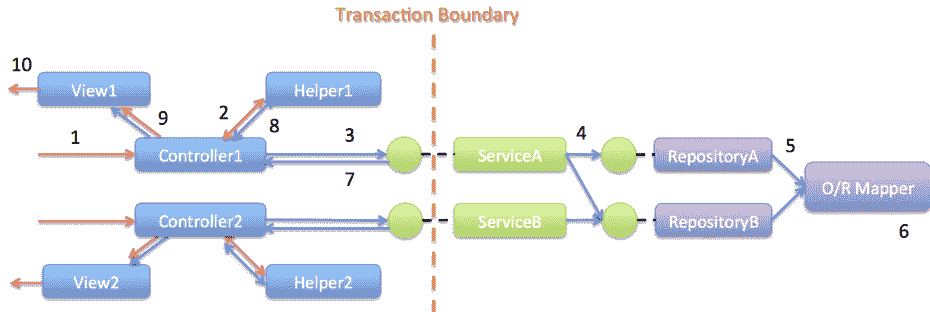 Transaction Boundary
10
View1
9
2
8
Helper1
1
Controller1
3
7
ServiceA
4
RepositoryA
5
O/R Mapper
6
Controller2
ServiceB
RepositoryB
View2
Helper2